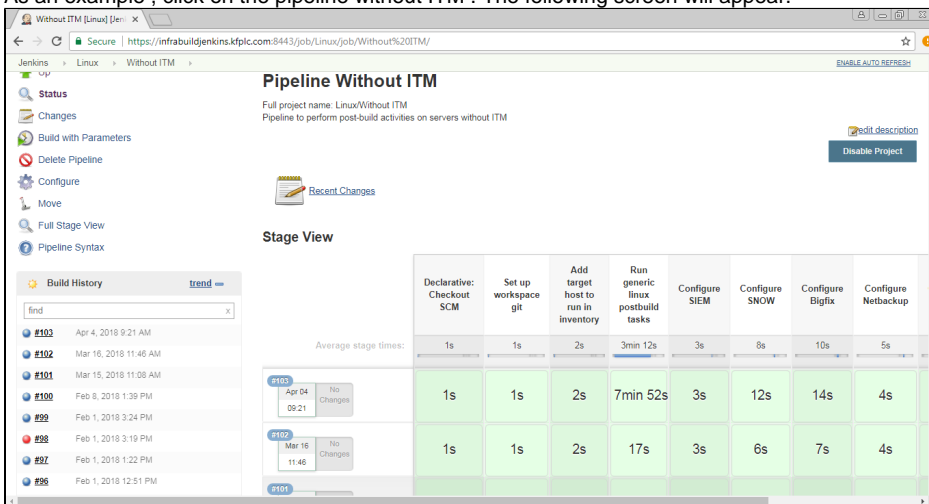 As an example , click on the pipeline without ITM . The following screen will appear.
Without ITM [Linux] [Jen
Secure | https://infrabuildjenkins.kfplc.com:8443/job/Linux/job/Without%20ITM/
Jenkins Linux Without ITM
ENABLE AUTO REFRESH
Up
Status
Changes
Build with Parameters
Delete Pipeline
Configure
Move
Full Stage View
Pipeline Syntax
Build History trend
find x
#103 Apr 4, 2018 9:21 AM
#102 Mar 16, 2018 11:46 AM
#101 Mar 15, 2018 11:08 AM
#100 Feb 8, 2018 1:39 PM
#99 Feb 1, 2018 3:24 PM
#98 Feb 1, 2018 3:19 PM
#97 Feb 1, 2018 1:22 PM
#96 Feb 1, 2018 12:51 PM
Pipeline Without ITM
Full project name: Linux/Without ITM
Pipeline to perform post-build activities on servers without ITM
edit description
Disable Project
Recent Changes
Stage View
Declarative: Checkout SCM
Set up workspace git
Add target host to run in inventory
Run generic linux postbuild tasks
Configure SIEM
Configure SNOW
Configure Bigfix
Configure Netbackup
Average stage times: 1s 1s 2s 3min 12s 3s 8s 10s 5s
#103
Apr 04 09:21 No Changes
1s 1s 2s 7min 52s 3s 12s 14s 4s
#102
Mar 16 11:46 No Changes
1s 1s 2s 17s 3s 6s 7s 4s
#101